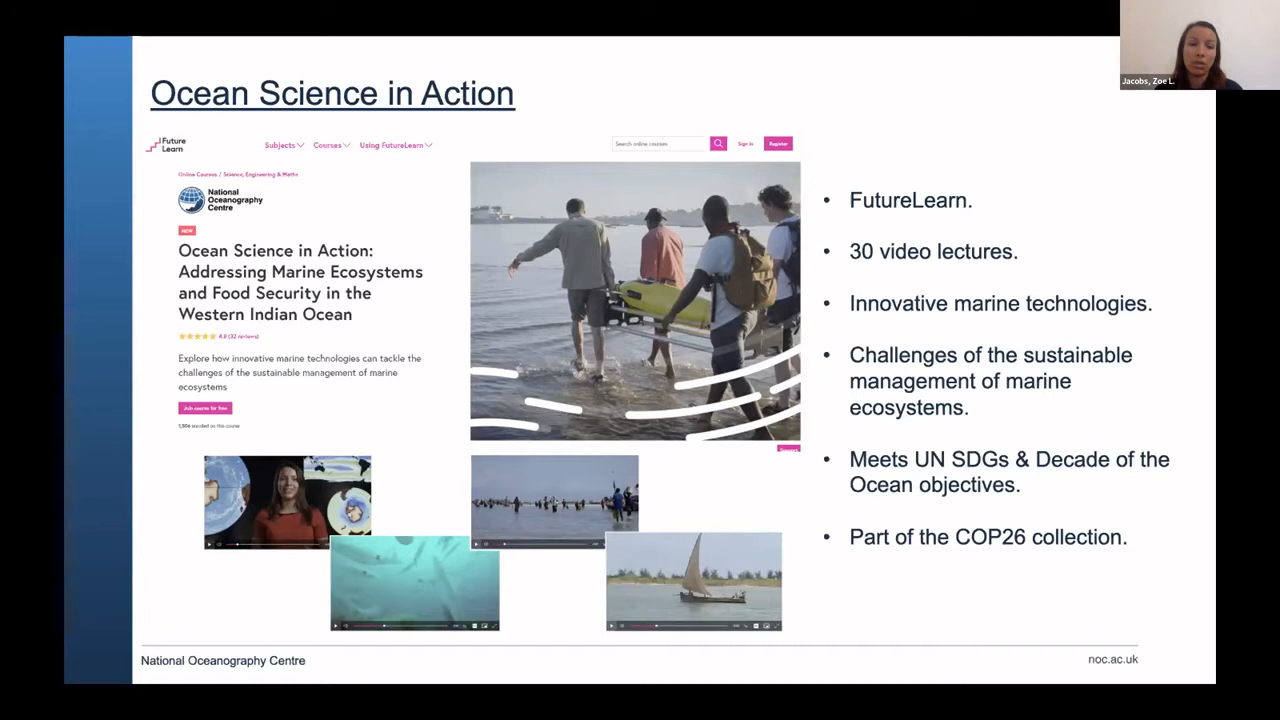 Jacobs, Zoe L.
Ocean Science in Action
Future
Learn
Subjects
Courses
Using FutureLearn
Search online courses
Sign in
Register
Online Courses / Science, Engineering & Maths
National
Oceanography
Centre
NEW
Ocean Science in Action:
Addressing Marine Ecosystems
and Food Security in the
Western Indian Ocean
4.8 (32 reviews)
Explore how innovative marine technologies can tackle the
challenges of the sustainable management of marine
ecosystems
Join course for free
enrolled on this course
• FutureLearn.
• 30 video lectures.
• Innovative marine technologies.
• Challenges of the sustainable
management of marine
ecosystems.
• Meets UN SDGs & Decade of the
Ocean objectives.
• Part of the COP26 collection.
National Oceanography Centre
noc.ac.uk